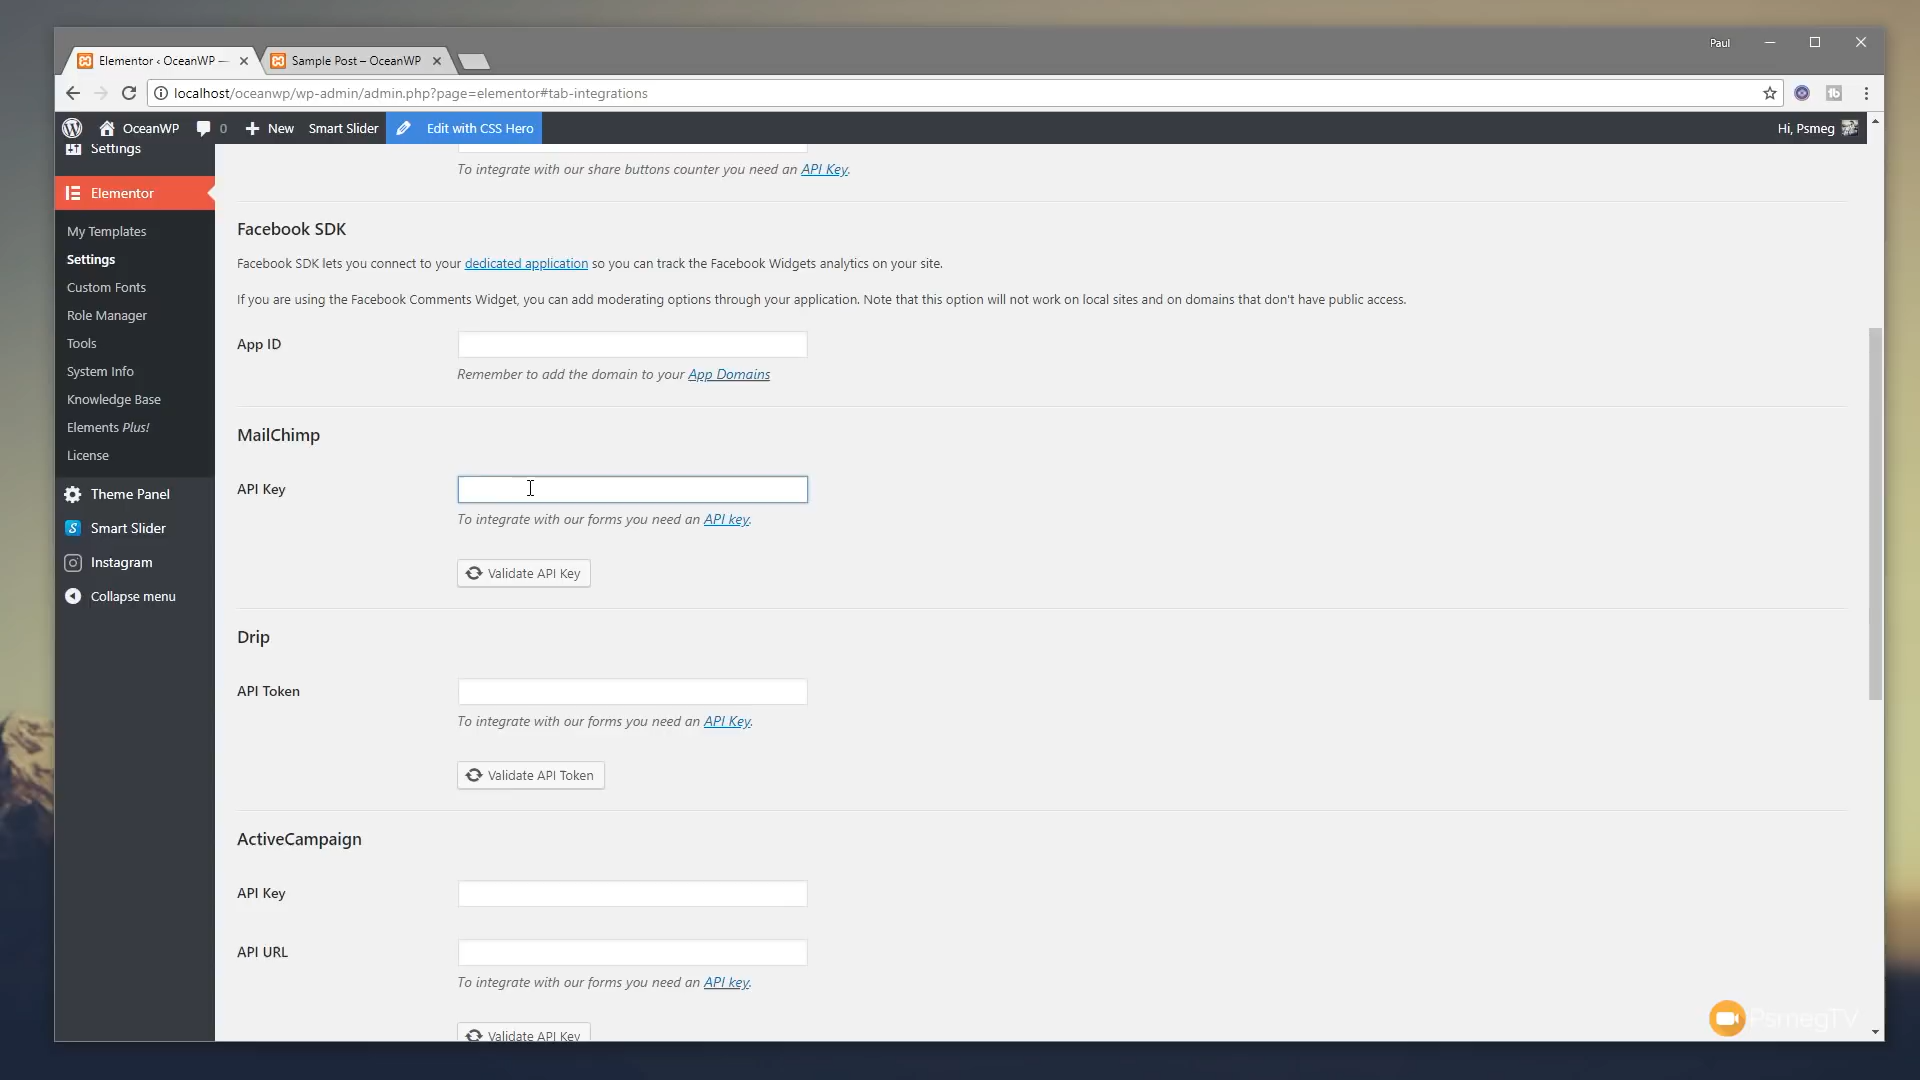 Paul
Elementor ‹ OceanWP —
Sample Post – OceanWP
localhost/oceanwp/wp-admin/admin.php?page=elementor#tab-integrations
OceanWP
0
New
Smart Slider
Edit with CSS Hero
Hi, Psmeg
Settings
Elementor
My Templates
Settings
Custom Fonts
Role Manager
Tools
System Info
Knowledge Base
Elements Plus!
License
Theme Panel
Smart Slider
Instagram
Collapse menu
To integrate with our share buttons counter you need an API Key.
Facebook SDK
Facebook SDK lets you connect to your dedicated application so you can track the Facebook Widgets analytics on your site.
If you are using the Facebook Comments Widget, you can add moderating options through your application. Note that this option will not work on local sites and on domains that don't have public access.
App ID
Remember to add the domain to your App Domains
MailChimp
API Key
To integrate with our forms you need an API key.
Validate API Key
Drip
API Token
To integrate with our forms you need an API Key.
Validate API Token
ActiveCampaign
API Key
API URL
To integrate with our forms you need an API key.
Validate API Key
PsmegTV